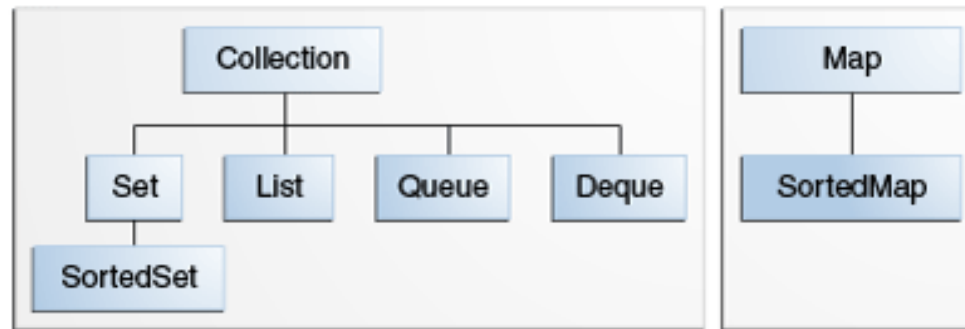 Collection
Map
Set
List
Queue
Deque
SortedMap
SortedSet